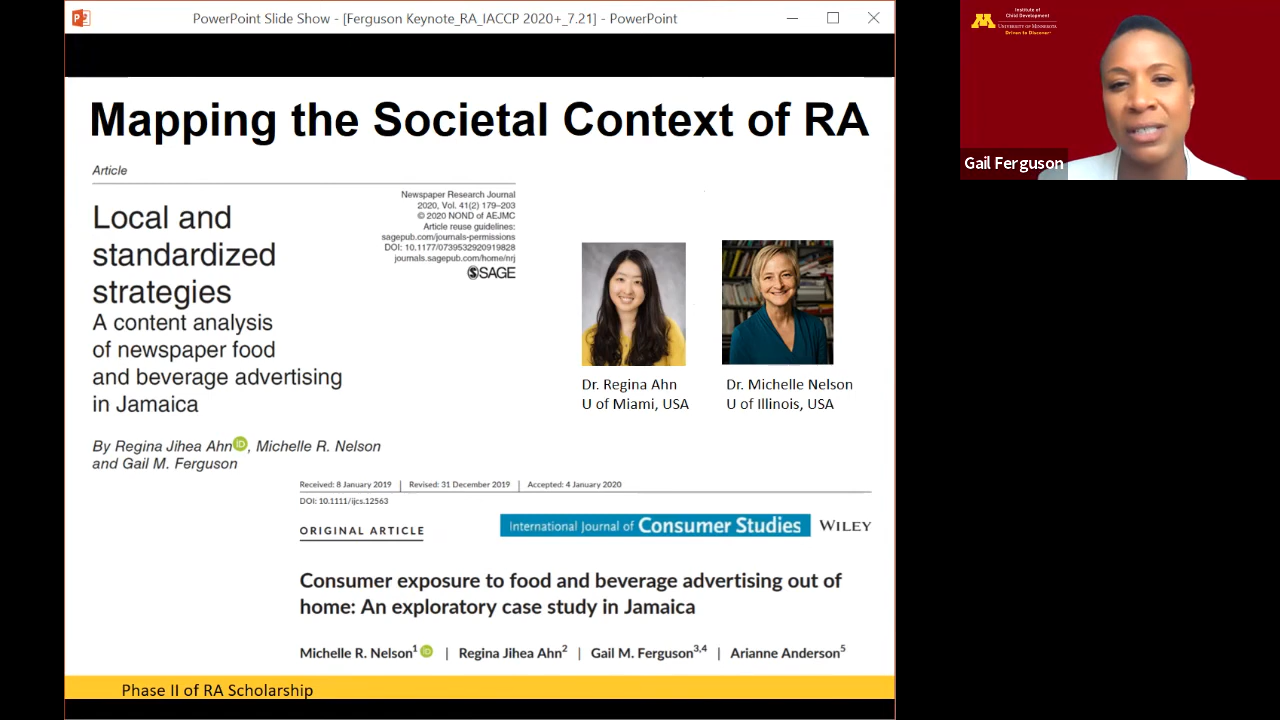 PowerPoint Slide Show - [Ferguson Keynote_RA_IACCP 2020+_7.21] - PowerPoint
Mapping the Societal Context of RA
Article
Newspaper Research Journal
2020, Vol. 41(2) 179–203
© 2020 NOND of AEJMC
Article reuse guidelines:
sagepub.com/journals-permissions
DOI: 10.1177/0739532920919828
journals.sagepub.com/home/nrj
SAGE
Local and
standardized
strategies
A content analysis
of newspaper food
and beverage advertising
in Jamaica
By Regina Jihea Ahn iD, Michelle R. Nelson
and Gail M. Ferguson
Dr. Regina Ahn
U of Miami, USA
Dr. Michelle Nelson
U of Illinois, USA
Received: 8 January 2019 | Revised: 31 December 2019 | Accepted: 4 January 2020
DOI: 10.1111/ijcs.12563
ORIGINAL ARTICLE
International Journal of Consumer Studies WILEY
Consumer exposure to food and beverage advertising out of
home: An exploratory case study in Jamaica
Michelle R. Nelson1 iD | Regina Jihea Ahn2 | Gail M. Ferguson3,4 | Arianne Anderson5
Phase II of RA Scholarship
Institute of
Child Development
M UNIVERSITY OF MINNESOTA
Driven to Discover
Gail Ferguson